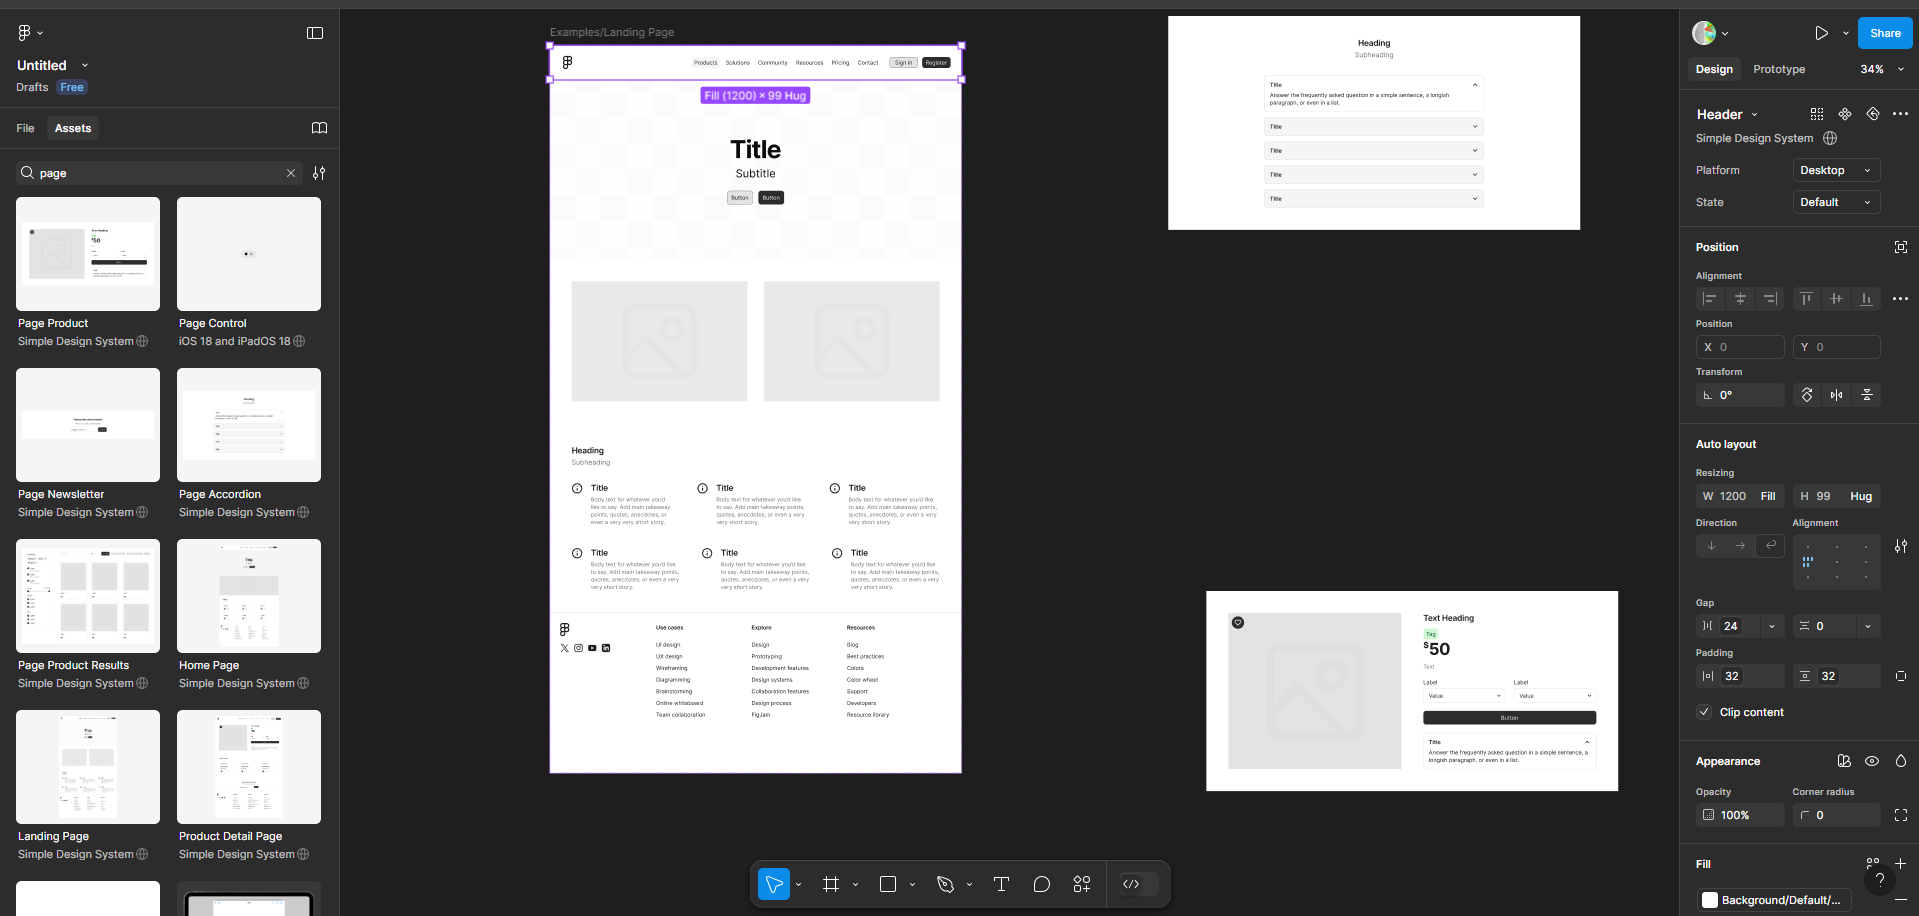 Untitled
Drafts Free
File Assets
page
Page Product
Simple Design System
Page Control
iOS 18 and iPadOS 18
Page Newsletter
Simple Design System
Page Accordion
Simple Design System
Page Product Results
Simple Design System
Home Page
Simple Design System
Landing Page
Simple Design System
Product Detail Page
Simple Design System
Examples/Landing Page
Products Solutions Community Resources Pricing Contact Sign in Register
Fill (1200) × 99 Hug
Title
Subtitle
Button Button
Heading
Subheading
Title
Body text for whatever you'd
like to say. Add main takeaway
points, quotes, anecdotes, or
even a very very short story.
Title
Body text for whatever you'd like
to say. Add main takeaway points,
quotes, anecdotes, or even a very
very short story.
Title
Body text for whatever you'd like
to say. Add main takeaway points,
quotes, anecdotes, or even a very
very short story.
Title
Body text for whatever you'd like
to say. Add main takeaway points,
quotes, anecdotes, or even a very
very short story.
Title
Body text for whatever you'd like
to say. Add main takeaway points,
quotes, anecdotes, or even a very
very short story.
Title
Body text for whatever you'd like
to say. Add main takeaway points,
quotes, anecdotes, or even a very
very short story.
Use cases
UI design
UX design
Wireframing
Diagramming
Brainstorming
Online whiteboard
Team collaboration
Explore
Design
Prototyping
Development features
Design systems
Collaboration features
Design process
FigJam
Resources
Blog
Best practices
Colors
Color wheel
Support
Developers
Resource library
Heading
Subheading
Title
Answer the frequently asked question in a simple sentence, a longish
paragraph, or even in a list.
Title
Title
Title
Title
Text Heading
Tag
$50
Text
Label Label
Value Value
Button
Title
Answer the frequently asked question in a simple sentence, a
longish paragraph, or even in a list.
Share
Design Prototype 34%
Header
Simple Design System
Platform Desktop
State Default
Position
Alignment
Position
X 0 Y 0
Transform
0°
Auto layout
Resizing
W 1200 Fill H 99 Hug
Direction Alignment
Gap
24 0
Padding
32 32
Clip content
Appearance
Opacity Corner radius
100% 0
Fill
?
Background/Default/...